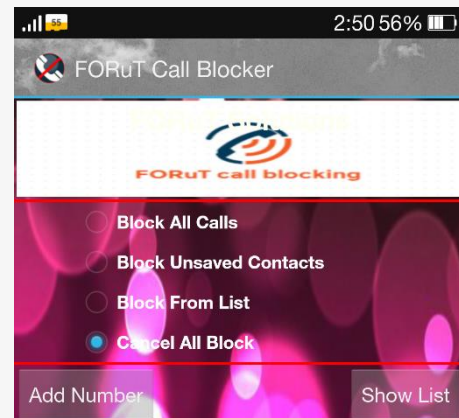 55 2:50 56%
FORuT Call Blocker
FORuT call blocking
Block All Calls
Block Unsaved Contacts
Block From List
Cancel All Block
Add Number Show List